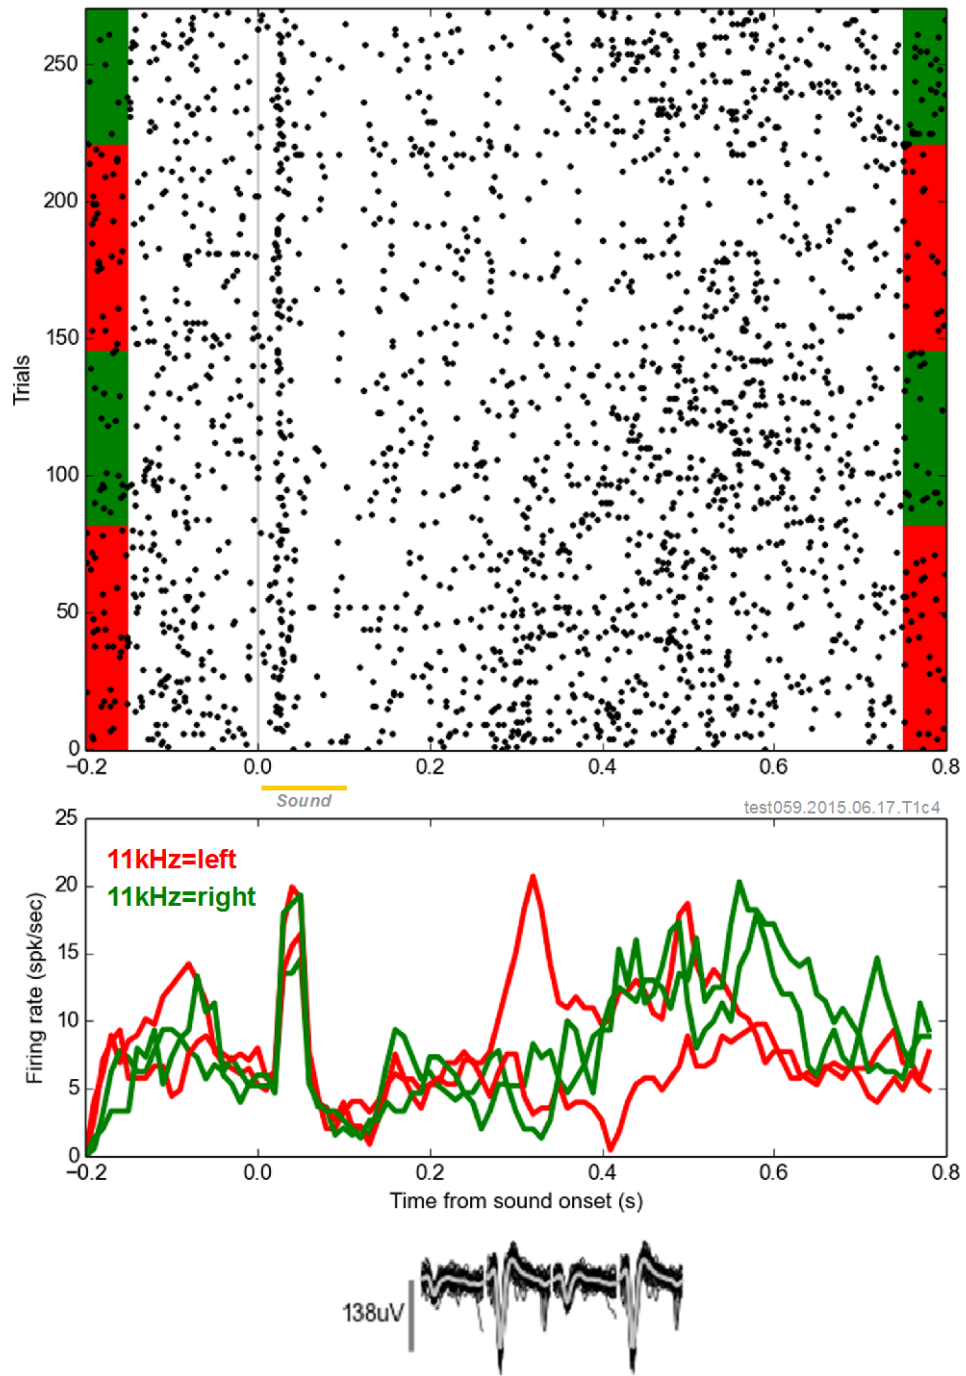 250
200
150
100
50
0
Trials
−0.2 0.0 0.2 0.4 0.6 0.8
Sound
test059.2015.06.17.T1c4
25
20
15
10
5
0
Firing rate (spk/sec)
11kHz=left
11kHz=right
−0.2 0.0 0.2 0.4 0.6 0.8
Time from sound onset (s)
138uV